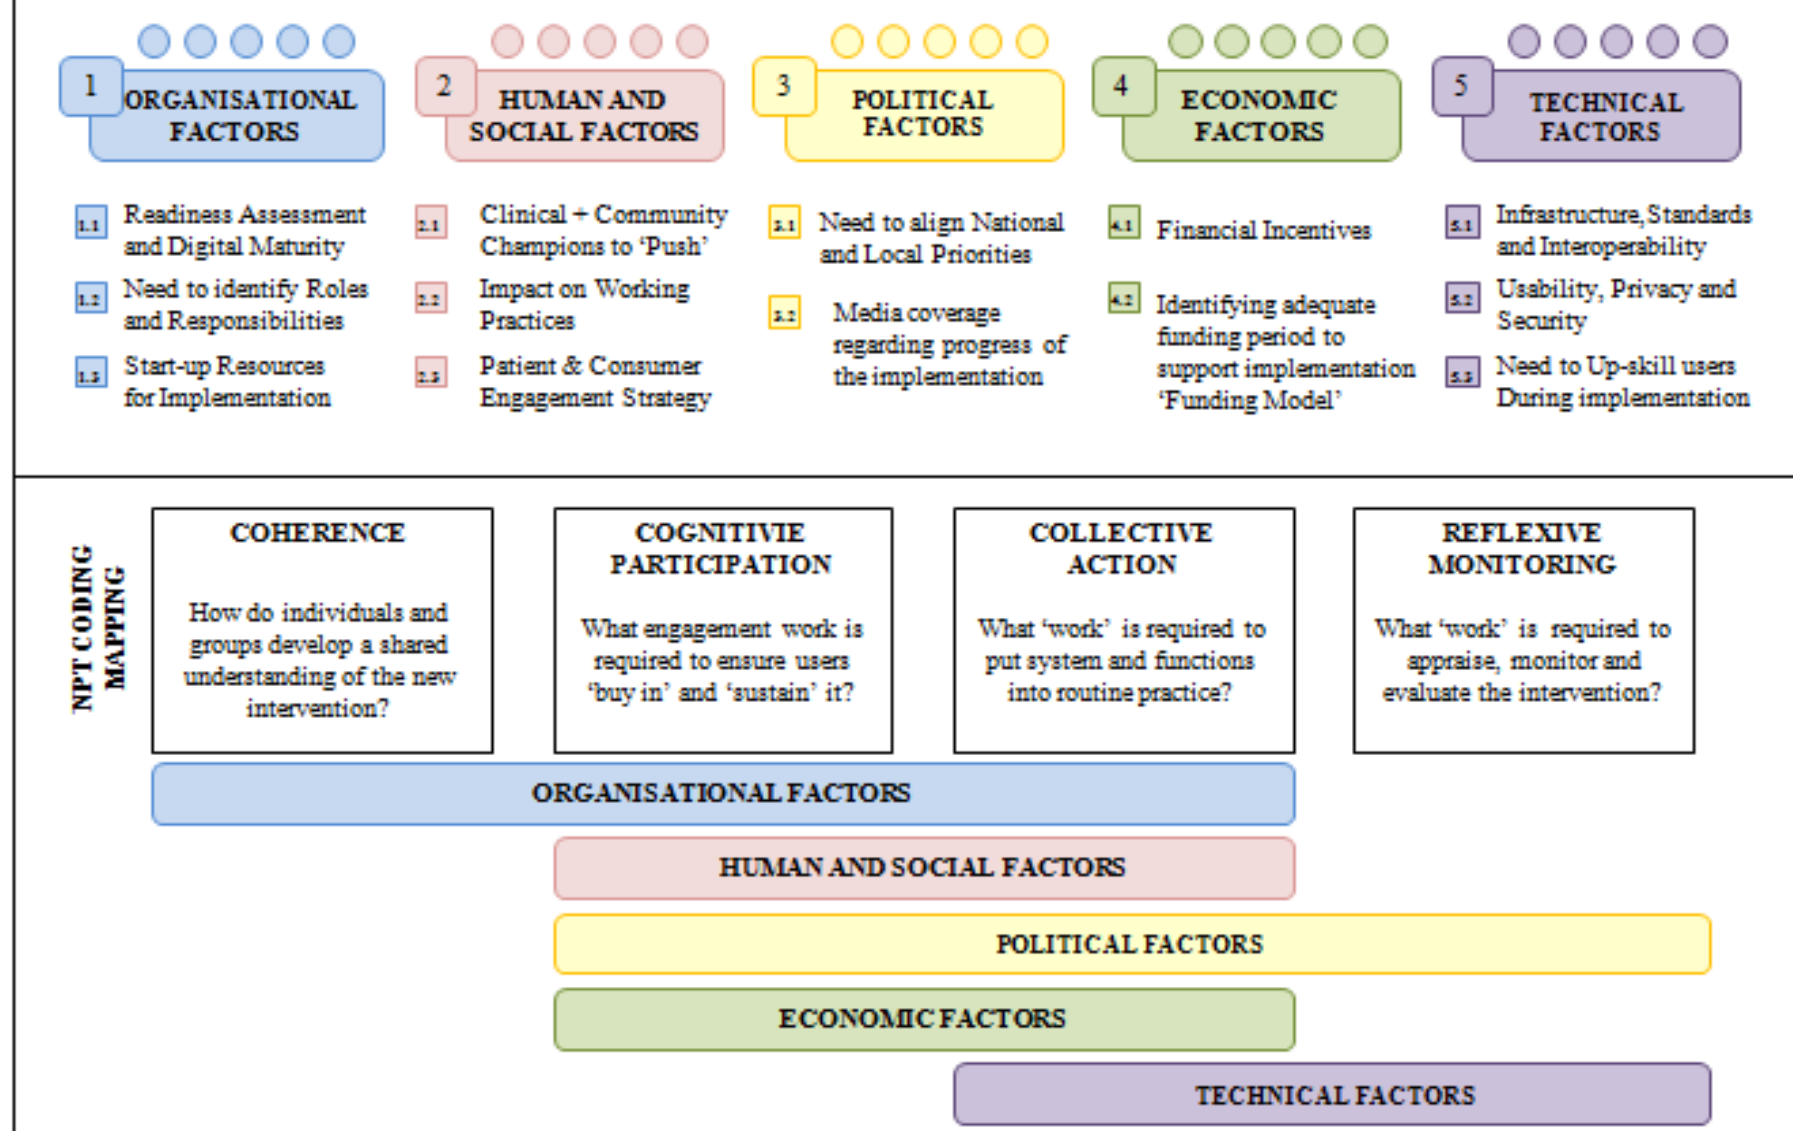 1
ORGANISATIONAL
FACTORS
2
HUMAN AND
SOCIAL FACTORS
3
POLITICAL
FACTORS
4
ECONOMIC
FACTORS
5
TECHNICAL
FACTORS
1.1
Readiness Assessment
and Digital Maturity
1.2
Need to identify Roles
and Responsibilities
1.3
Start-up Resources
for Implementation
2.1
Clinical + Community
Champions to ‘Push’
2.2
Impact on Working
Practices
2.3
Patient & Consumer
Engagement Strategy
3.1
Need to align National
and Local Priorities
3.2
Media coverage
regarding progress of
the implementation
4.1
Financial Incentives
4.2
Identifying adequate
funding period to
support implementation
‘Funding Model’
5.1
Infrastructure, Standards
and Interoperability
5.2
Usability, Privacy and
Security
5.3
Need to Up-skill users
During implementation
NPT CODING
MAPPING
COHERENCE
How do individuals and
groups develop a shared
understanding of the new
intervention?
COGNITIVIE
PARTICIPATION
What engagement work is
required to ensure users
‘buy in’ and ‘sustain’ it?
COLLECTIVE
ACTION
What ‘work’ is required to
put system and functions
into routine practice?
REFLEXIVE
MONITORING
What ‘work’ is required to
appraise, monitor and
evaluate the intervention?
ORGANISATIONAL FACTORS
HUMAN AND SOCIAL FACTORS
POLITICAL FACTORS
ECONOMIC FACTORS
TECHNICAL FACTORS